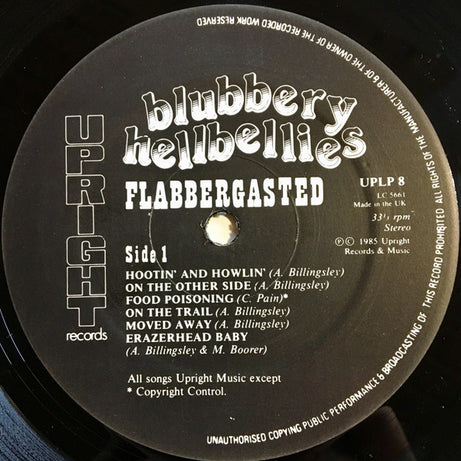 blubbery
hellbellies
FLABBERGASTED
UPRIGHT
records
UPLP 8
LC 5661
Made in the UK
33⅓ rpm
Stereo
Ⓟ © 1985 Upright
Records & Music
Side 1
HOOTIN' AND HOWLIN' (A. Billingsley)
ON THE OTHER SIDE (A. Billingsley)
FOOD POISONING (C. Pain)*
ON THE TRAIL (A. Billingsley)
MOVED AWAY (A. Billingsley)
ERAZERHEAD BABY
(A. Billingsley & M. Boorer)
All songs Upright Music except
* Copyright Control.
ALL RIGHTS OF THE MANUFACTURER & OF THE OWNER OF THE RECORDED WORK RESERVED
UNAUTHORISED COPYING PUBLIC PERFORMANCE & BROADCASTING OF THIS RECORD PROHIBITED